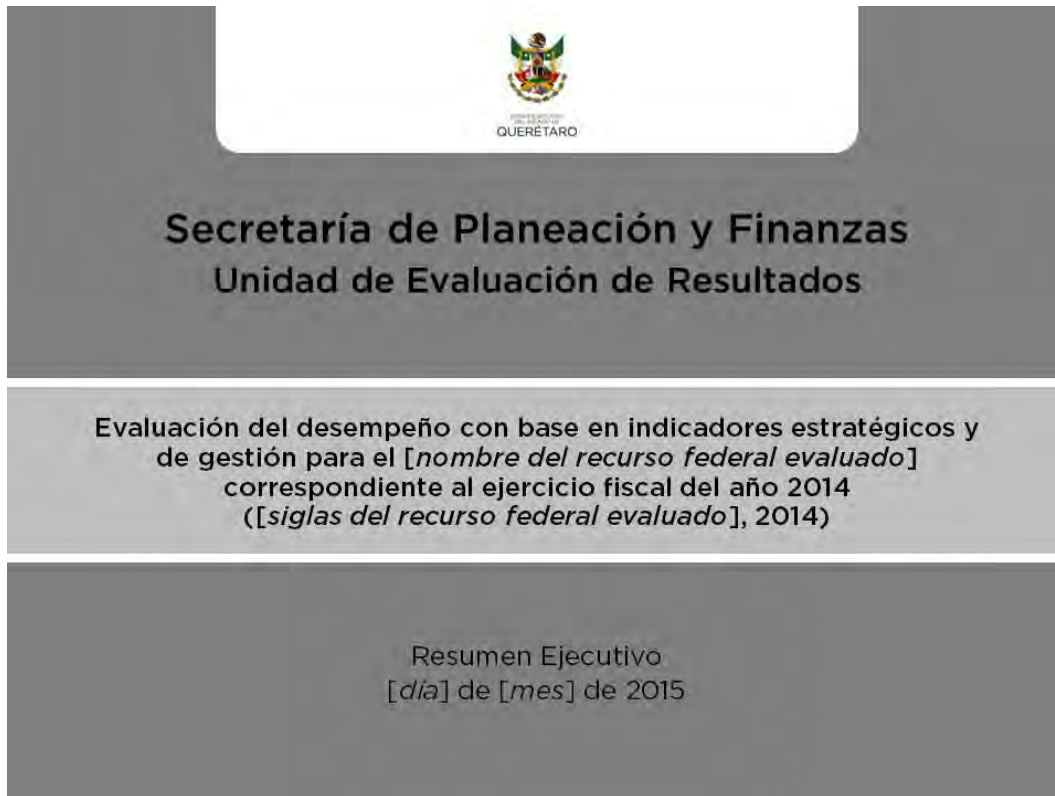 QUERÉTARO
Secretaría de Planeación y Finanzas
Unidad de Evaluación de Resultados
Evaluación del desempeño con base en indicadores estratégicos y
de gestión para el [nombre del recurso federal evaluado]
correspondiente al ejercicio fiscal del año 2014
([siglas del recurso federal evaluado], 2014)
Resumen Ejecutivo
[día] de [mes] de 2015